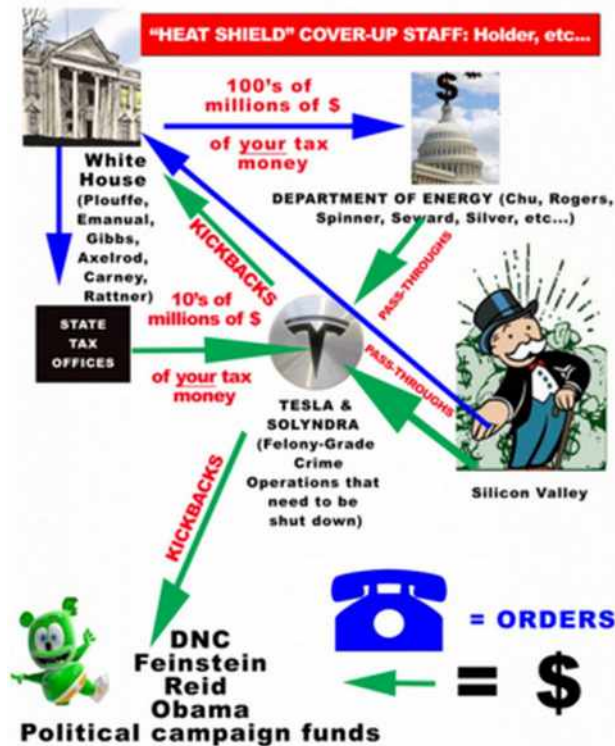 "HEAT SHIELD" COVER-UP STAFF: Holder, etc...
100's of
millions of $
of your tax
money
$
White
House
(Plouffe,
Emanual,
Gibbs,
Axelrod,
Carney,
Rattner)
DEPARTMENT OF ENERGY (Chu, Rogers,
Spinner, Seward, Silver, etc...)
KICKBACKS
PASS-THROUGHS
STATE
TAX
OFFICES
10's of
millions of $
of your tax
money
PASS-THROUGHS
TESLA &
SOLYNDRA
(Felony-Grade
Crime
Operations that
need to be
shut down)
Silicon Valley
KICKBACKS
= ORDERS
DNC
Feinstein
Reid
Obama
Political campaign funds
= $